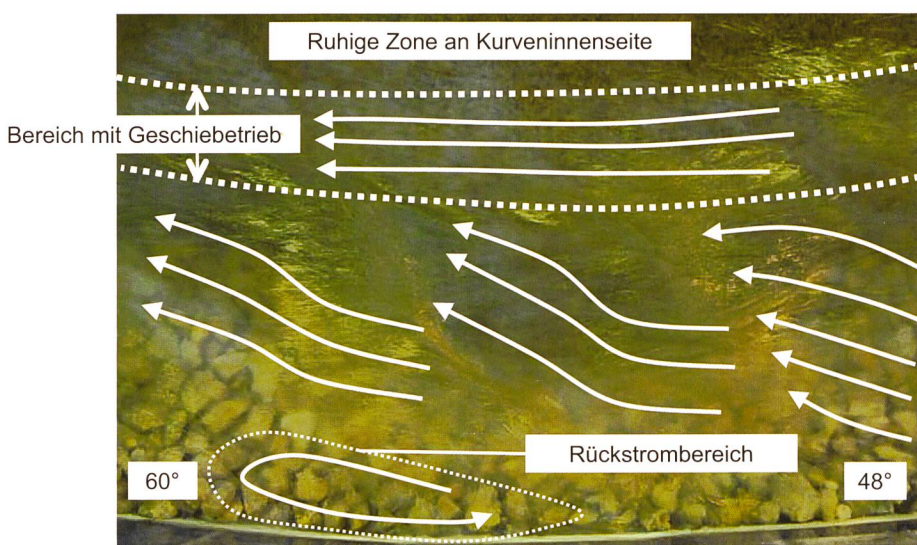 Ruhige Zone an Kurveninnenseite
Bereich mit Geschiebetrieb
Rückstrombereich
60°
48°